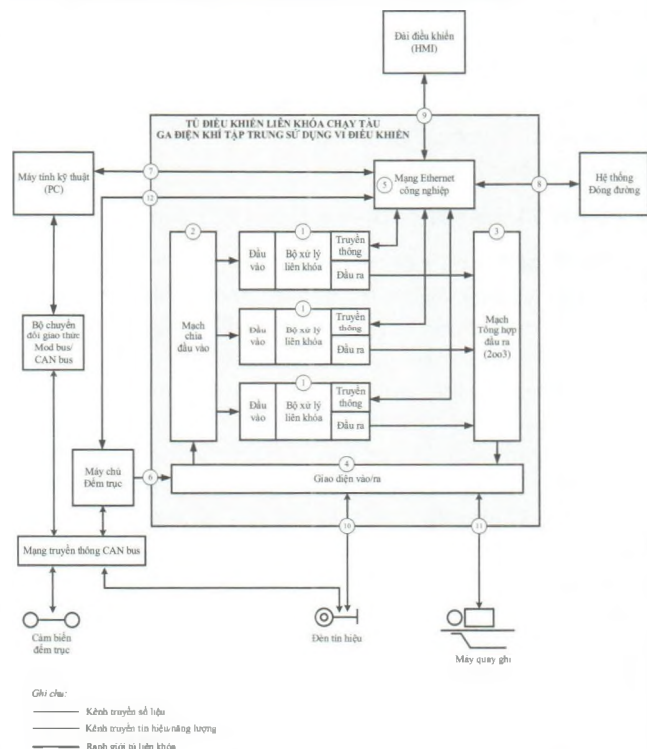 Đài điều khiển
(HMI)
9
TỦ ĐIỀU KHIỂN LIÊN KHÓA CHẠY TÀU
GA ĐIỆN KHÍ TẬP TRUNG SỬ DỤNG VI ĐIỀU KHIỂN
Máy tính kỹ thuật
(PC)
7
12
5
Mạng Ethernet
công nghiệp
8
Hệ thống
Đóng đường
2
Mạch
chia
đầu vào
1
Đầu
vào
Bộ xử lý
liên khóa
Truyền
thông
Đầu ra
1
Đầu
vào
Bộ xử lý
liên khóa
Truyền
thông
Đầu ra
1
Đầu
vào
Bộ xử lý
liên khóa
Truyền
thông
Đầu ra
3
Mạch
Tổng hợp
đầu ra
(2oo3)
Bộ chuyển
đổi giao thức
Mod bus/
CAN bus
Máy chủ
Đếm trục
6
4
Giao diện vào/ra
10
11
Mạng truyền thông CAN bus
Cảm biến
đếm trục
Đèn tín hiệu
Máy quay ghi
Ghi chú:
Kênh truyền số liệu
Kênh truyền tín hiệu/năng lượng
Ranh giới tủ liên khóa